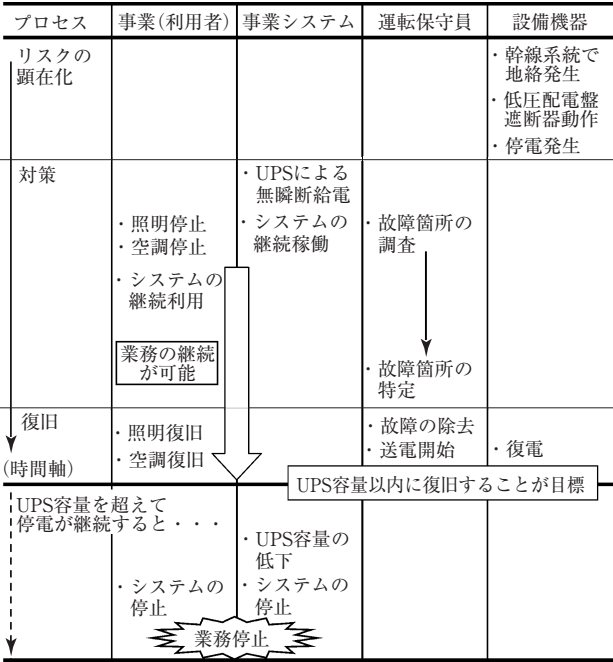 プロセス
事業(利用者)
事業システム
運転保守員
設備機器
リスクの
顕在化
・幹線系統で
地絡発生
・低圧配電盤
遮断器動作
・停電発生
対策
・照明停止
・空調停止
・システムの
継続利用
業務の継続
が可能
・UPSによる
無瞬断給電
・システムの
継続稼働
・故障箇所の
調査
・故障箇所の
特定
復旧
(時間軸)
・照明復旧
・空調復旧
・故障の除去
・送電開始
・復電
UPS容量以内に復旧することが目標
UPS容量を超えて
停電が継続すると・・・
・システムの
停止
・UPS容量の
低下
・システムの
停止
業務停止